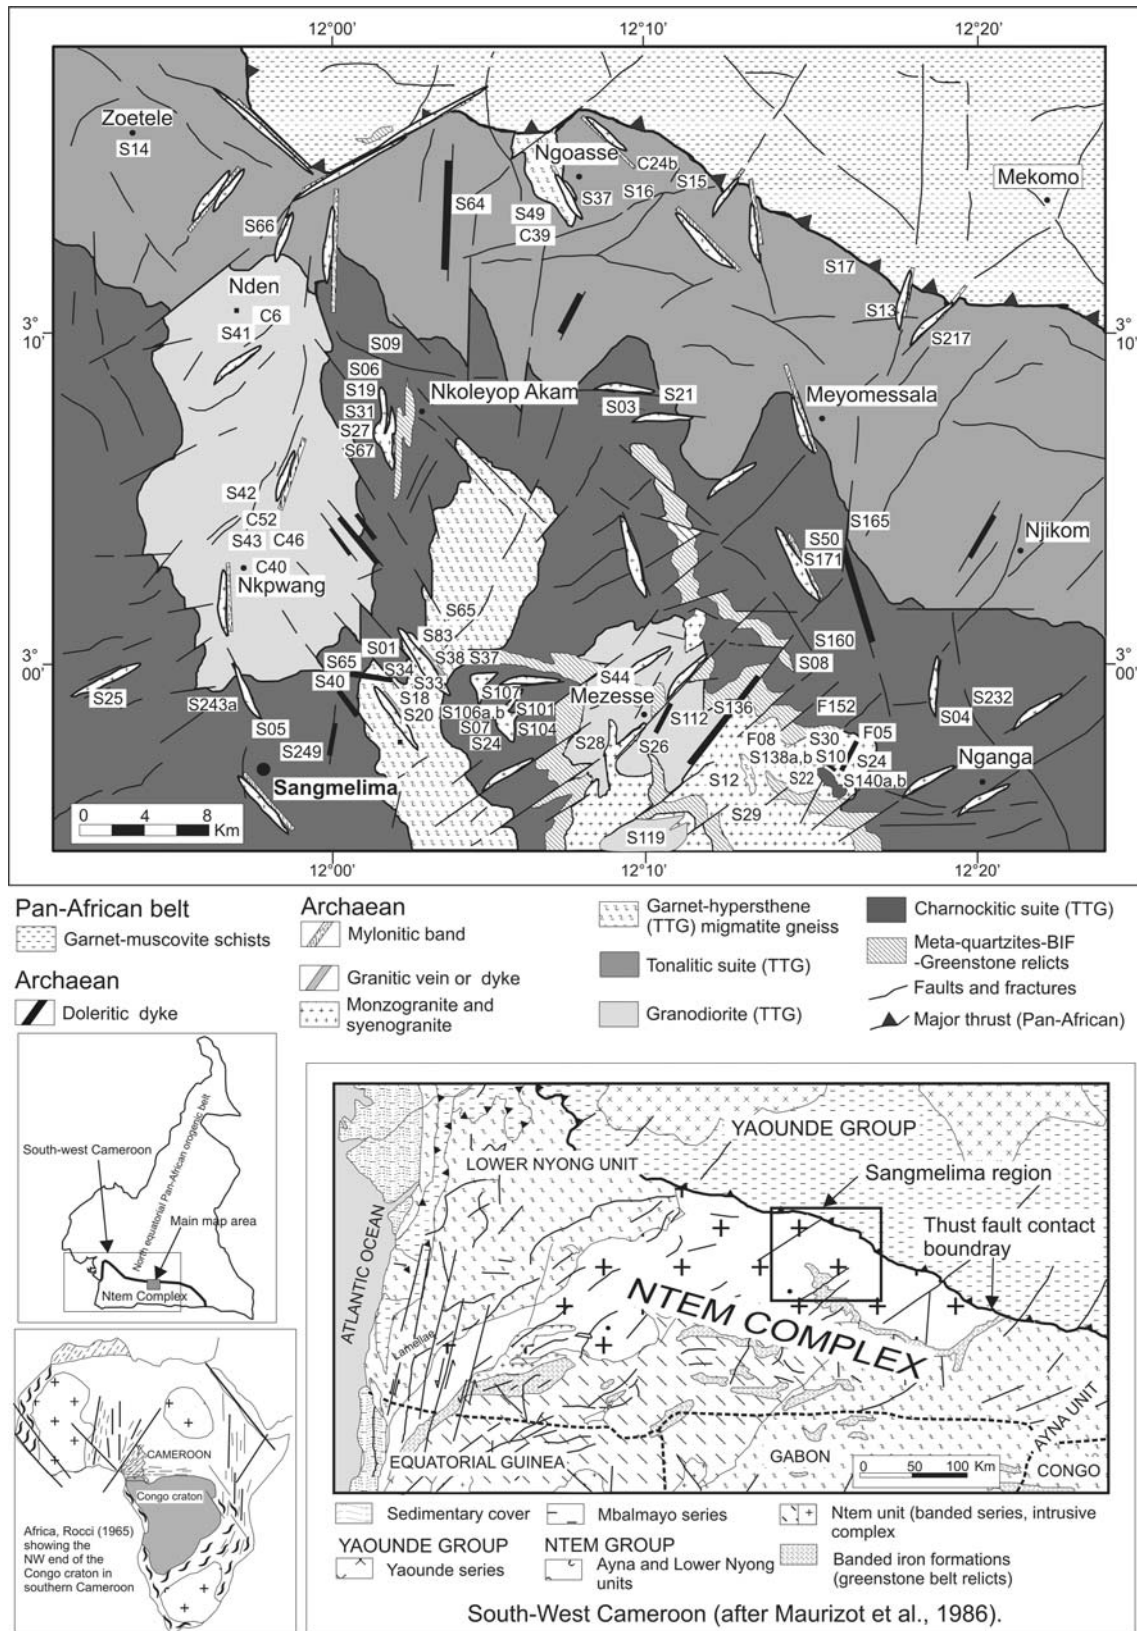 12°00'
12°10'
12°20'
Zoetele
S14
Ngoasse
C24b
S15
S16
S37
Mekomo
S64
S49
C39
S66
S17
Nden
C6
S41
S13
S217
3°
10'
3°
10'
S09
S06
S19
S31
S27
S67
Nkoleyop Akam
S03
S21
Meyomessala
S42
C52
S43
C46
C40
Nkpwang
S165
S50
S171
Njikom
S65
S83
S01
S38
S37
S65
S34
S40
S33
S18
S20
S160
S08
3°
00'
3°
00'
S25
S243a
S05
S249
S44
Mezesse
S107
S101
S106a,b
S07
S104
S24
S112
S136
S28
S26
F152
S232
S04
F08
S30
F05
S138a,b
S10
S24
S12
S22
S140a,b
Nganga
S29
S119
Sangmelima
0 4 8
Km
12°00'
12°10'
12°20'
Pan-African belt
Garnet-muscovite schists
Archaean
Doleritic dyke
Archaean
Mylonitic band
Granitic vein or dyke
Monzogranite and
syenogranite
Garnet-hypersthene
(TTG) migmatite gneiss
Tonalitic suite (TTG)
Granodiorite (TTG)
Charnockitic suite (TTG)
Meta-quartzites-BIF
-Greenstone relicts
Faults and fractures
Major thrust (Pan-African)
South-west Cameroon
North equatorial Pan-African orogenic belt
Main map area
Ntem Complex
CAMEROON
Congo craton
Africa, Rocci (1965)
showing the
NW end of the
Congo craton in
southern Cameroon
YAOUNDE GROUP
LOWER NYONG UNIT
Sangmelima region
Thust fault contact
boundray
ATLANTIC OCEAN
NTEM COMPLEX
Lamellae
EQUATORIAL GUINEA
GABON
AYNA UNIT
CONGO
0 50 100 Km
Sedimentary cover
YAOUNDE GROUP
Yaounde series
Mbalmayo series
NTEM GROUP
Ayna and Lower Nyong
units
Ntem unit (banded series, intrusive
complex
Banded iron formations
(greenstone belt relicts)
South-West Cameroon (after Maurizot et al., 1986).